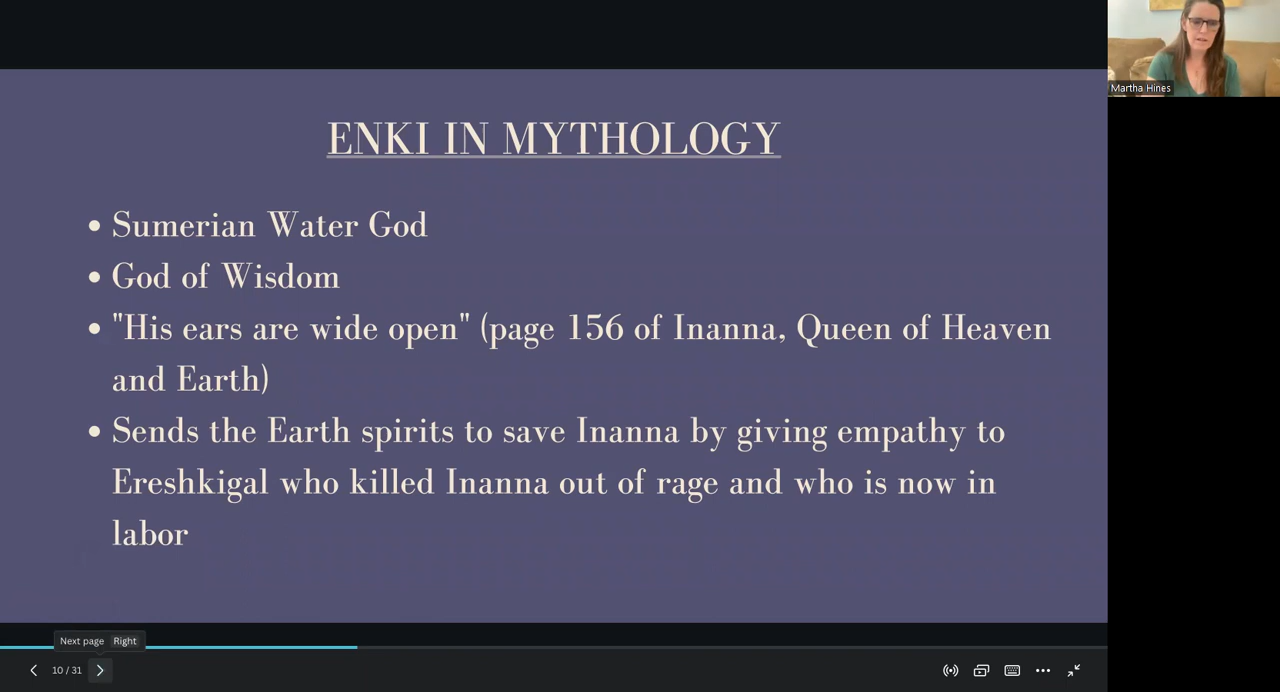 Martha Hines
ENKI IN MYTHOLOGY
• Sumerian Water God
• God of Wisdom
• "His ears are wide open" (page 156 of Inanna, Queen of Heaven
and Earth)
• Sends the Earth spirits to save Inanna by giving empathy to
Ereshkigal who killed Inanna out of rage and who is now in
labor
Next page Right
10 / 31